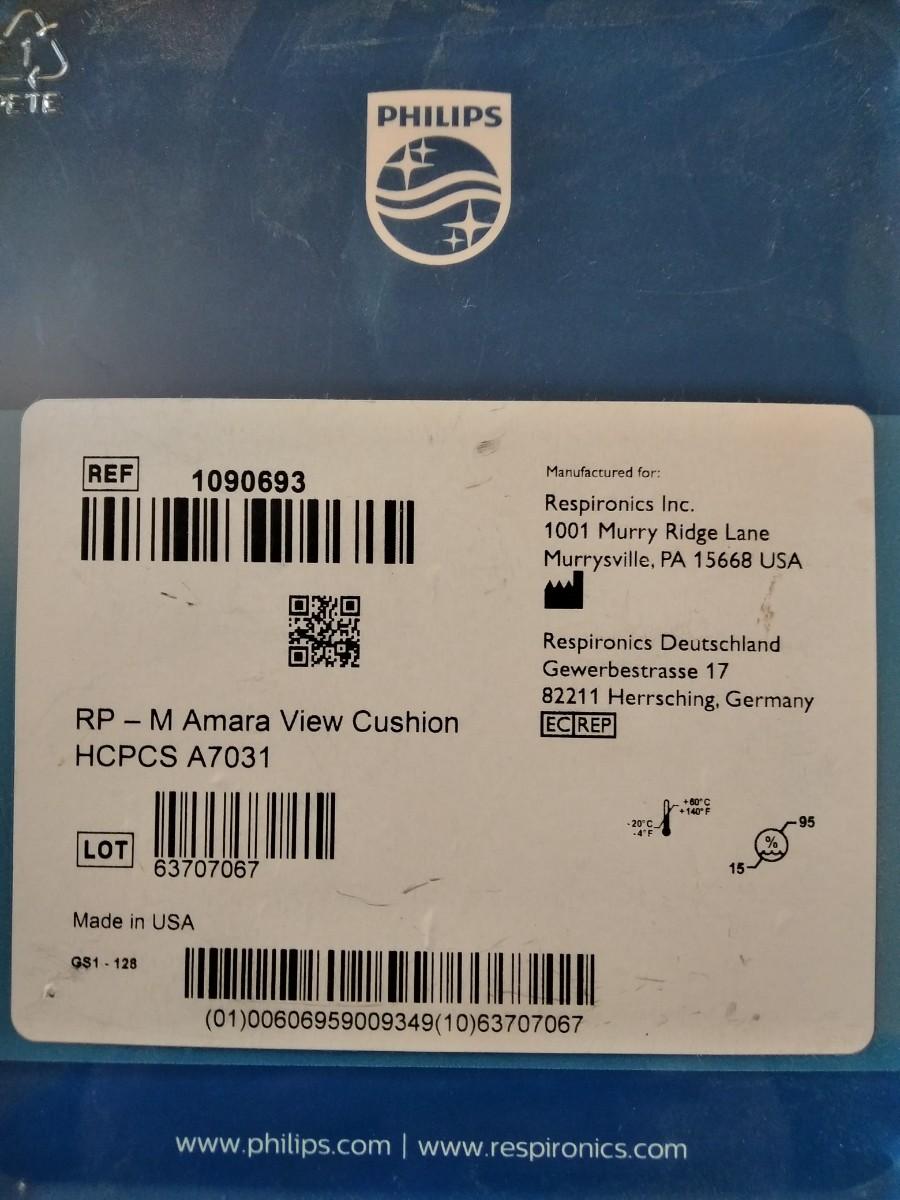 1
PETE
PHILIPS
REF 1090693
Manufactured for:
Respironics Inc.
1001 Murry Ridge Lane
Murrysville, PA 15668 USA
Respironics Deutschland
Gewerbestrasse 17
82211 Herrsching, Germany
EC REP
RP – M Amara View Cushion
HCPCS A7031
LOT
63707067
-20°C
-4°F
+60°C
+140°F
%
95
15
Made in USA
GS1 - 128
(01)00606959009349(10)63707067
www.philips.com | www.respironics.com